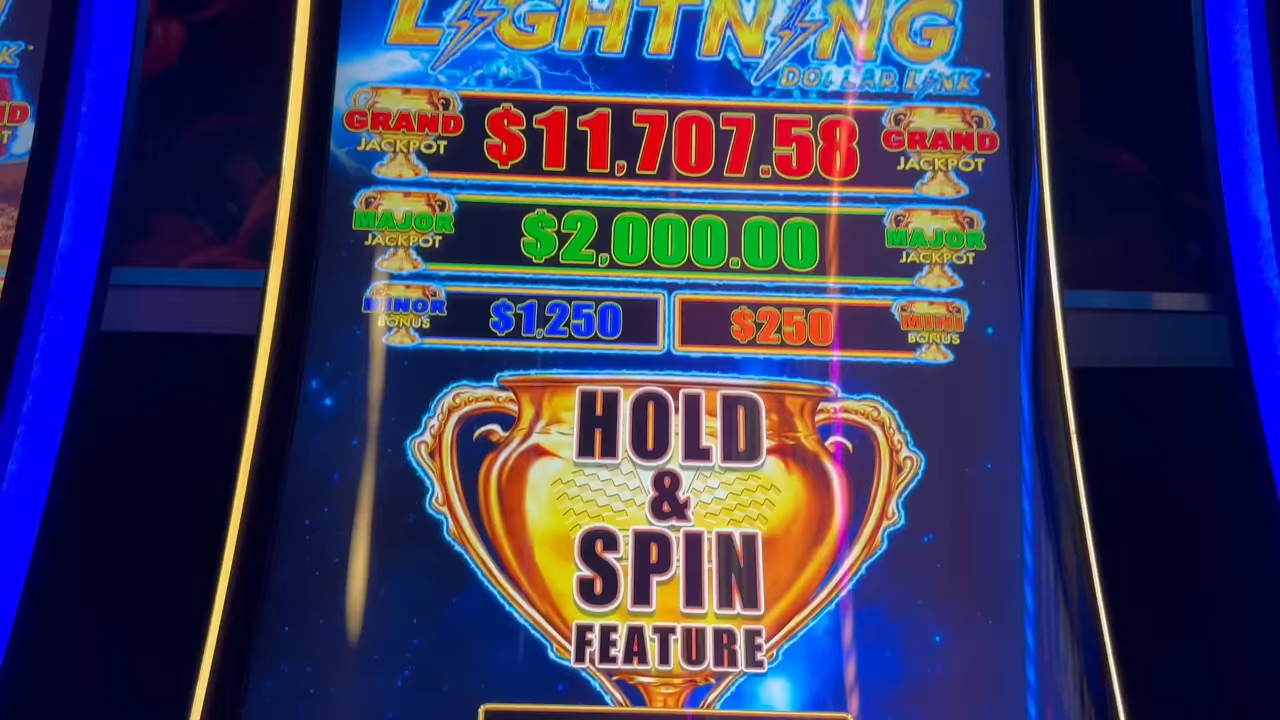 LIGHTNING
DOLLAR LINK
GRAND
JACKPOT
$11,707.58
GRAND
JACKPOT
MAJOR
JACKPOT
$2,000.00
MAJOR
JACKPOT
MINOR
BONUS
$1,250
$250
MINI
BONUS
HOLD
&
SPIN
FEATURE